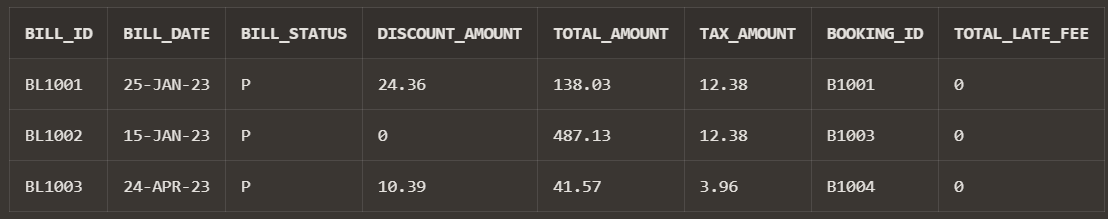 BILL_ID BILL_DATE BILL_STATUS DISCOUNT_AMOUNT TOTAL_AMOUNT TAX_AMOUNT BOOKING_ID TOTAL_LATE_FEE
BL1001 25-JAN-23 P 24.36 138.03 12.38 B1001 0
BL1002 15-JAN-23 P 0 487.13 12.38 B1003 0
BL1003 24-APR-23 P 10.39 41.57 3.96 B1004 0